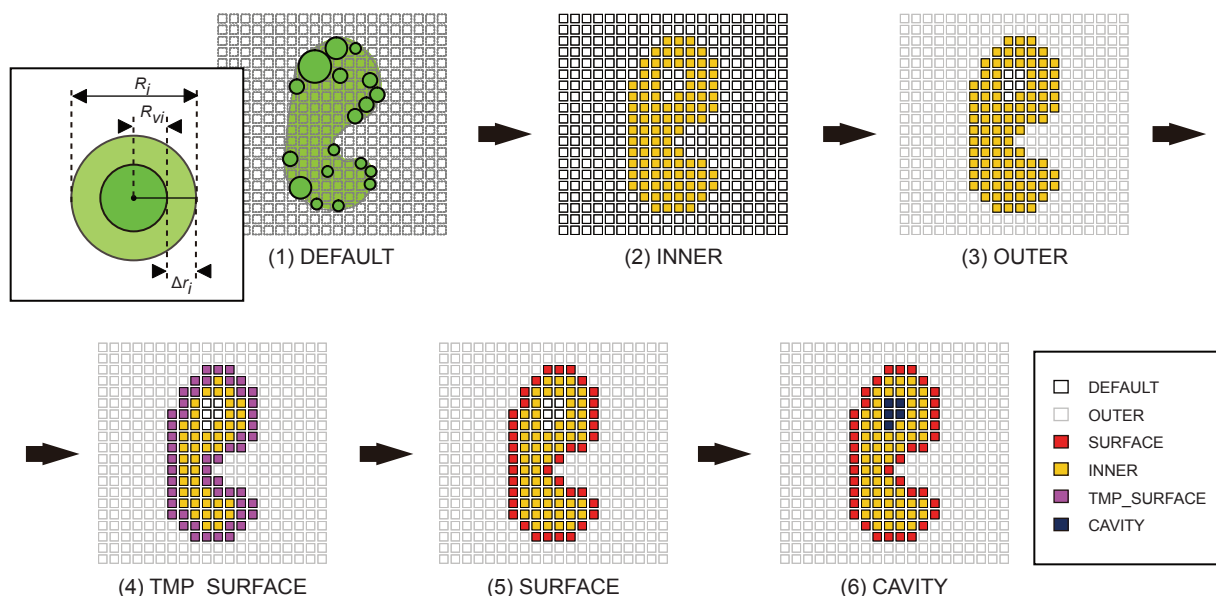 R_i
R_vi
Δr_i
(1) DEFAULT
(2) INNER
(3) OUTER
(4) TMP_SURFACE
(5) SURFACE
(6) CAVITY
DEFAULT
OUTER
SURFACE
INNER
TMP_SURFACE
CAVITY